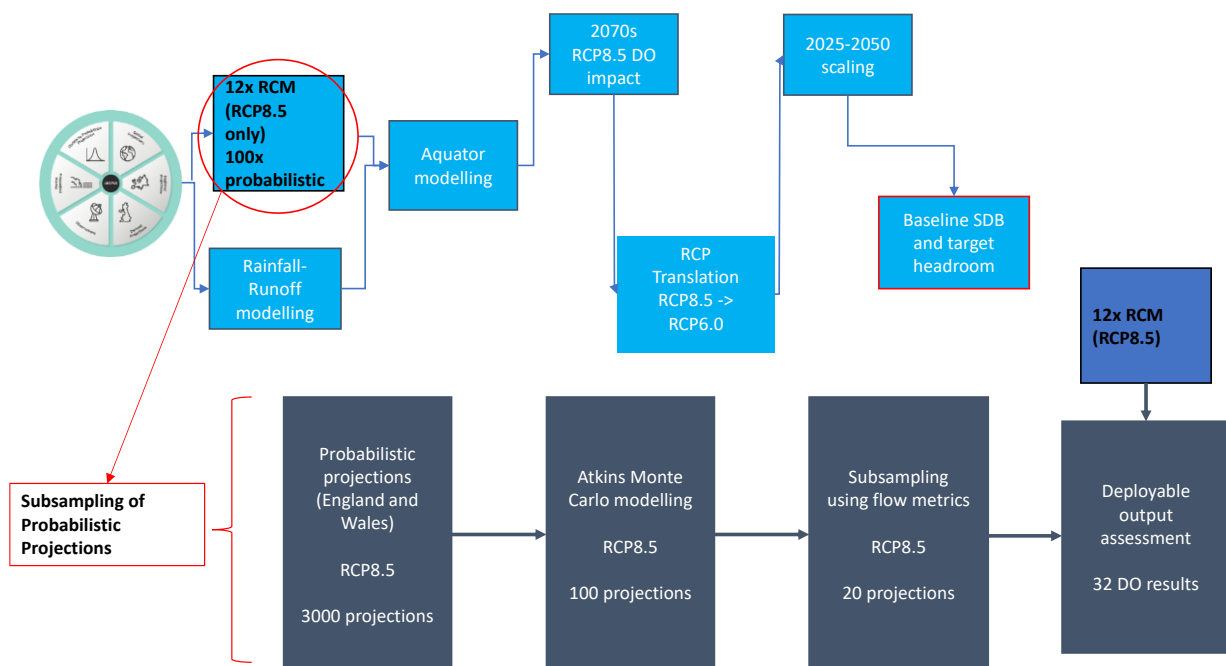 2070s
RCP8.5 DO
impact
2025-2050
scaling
12x RCM
(RCP8.5
only)
100x
probabilistic
Aquator
modelling
Rainfall-
Runoff modelling
RCP
Translation
RCP8.5 ->
RCP6.0
Baseline SDB
and target
headroom
12x RCM
(RCP8.5)
Subsampling of
Probabilistic
Projections
Probabilistic
projections
(England and
Wales)
RCP8.5
3000 projections
Atkins Monte
Carlo modelling
RCP8.5
100 projections
Subsampling
using flow metrics
RCP8.5
20 projections
Deployable
output
assessment
32 DO results